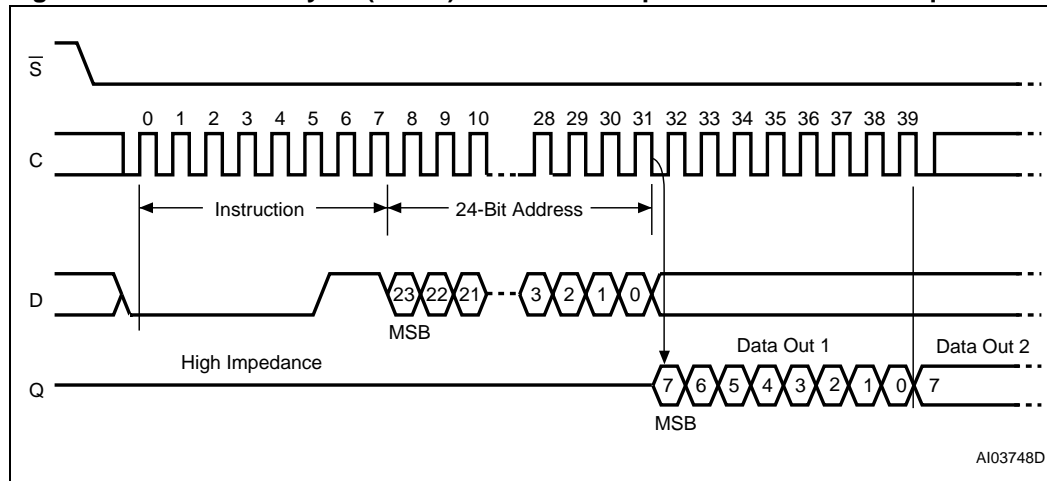 S
0 1 2 3 4 5 6 7 8 9 10 28 29 30 31 32 33 34 35 36 37 38 39
C
Instruction 24-Bit Address
D 23 22 21 3 2 1 0
MSB
High Impedance Data Out 1 Data Out 2
Q 7 6 5 4 3 2 1 0 7
MSB
AI03748D